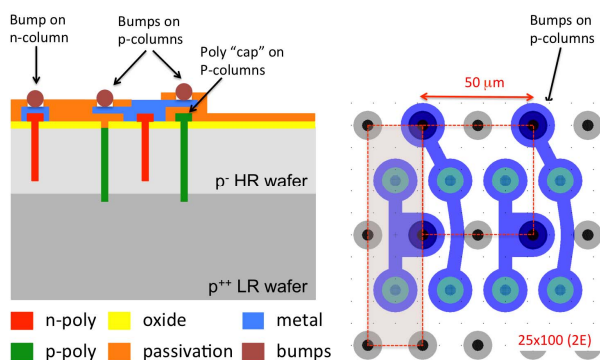 Bump on
n-column
Bumps on
p-columns
Poly “cap” on
P-columns
p⁻ HR wafer
p⁺⁺ LR wafer
n-poly
oxide
metal
p-poly
passivation
bumps
Bumps on
p-columns
50 μm
25x100 (2E)